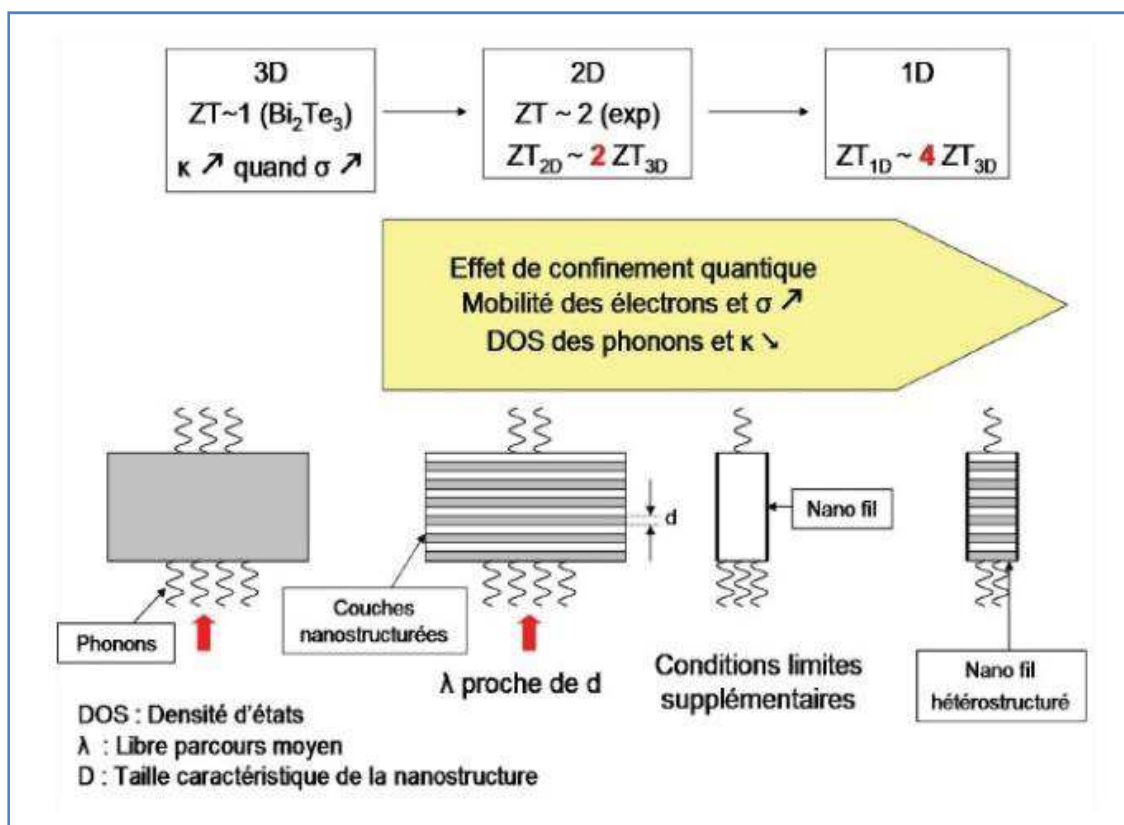 3D
ZT~1 (Bi₂Te₃)
κ ↗ quand σ ↗
2D
ZT ~ 2 (exp)
ZT₂D ~ 2 ZT₃D
1D
ZT₁D ~ 4 ZT₃D
Effet de confinement quantique
Mobilité des électrons et σ ↗
DOS des phonons et κ ↘
d
Nano fil
Phonons
Couches
nanostructurées
λ proche de d
Conditions limites
supplémentaires
Nano fil
hétérostructuré
DOS : Densité d'états
λ : Libre parcours moyen
D : Taille caractéristique de la nanostructure